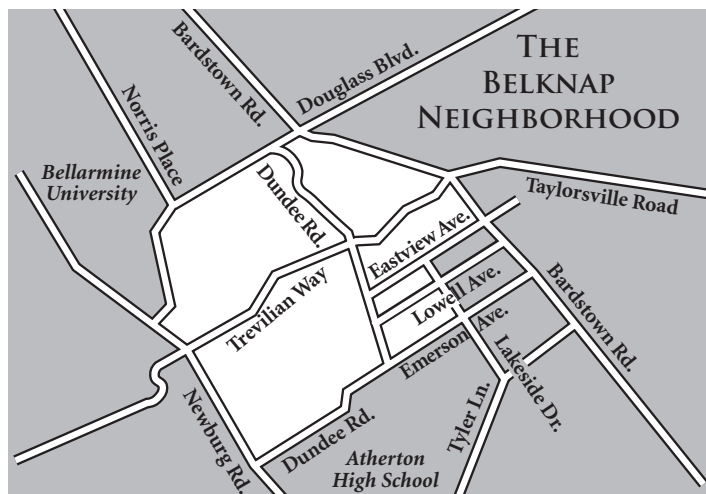 THE
BELKNAP
NEIGHBORHOOD
Bardstown Rd.
Douglass Blvd.
Norris Place
Bellarmine
University
Dundee Rd.
Taylorsville Road
Eastview Ave.
Trevilian Way
Lowell Ave.
Bardstown Rd.
Emerson Ave.
Lakeside Dr.
Newburg Rd.
Dundee Rd.
Tyler Ln.
Atherton
High School